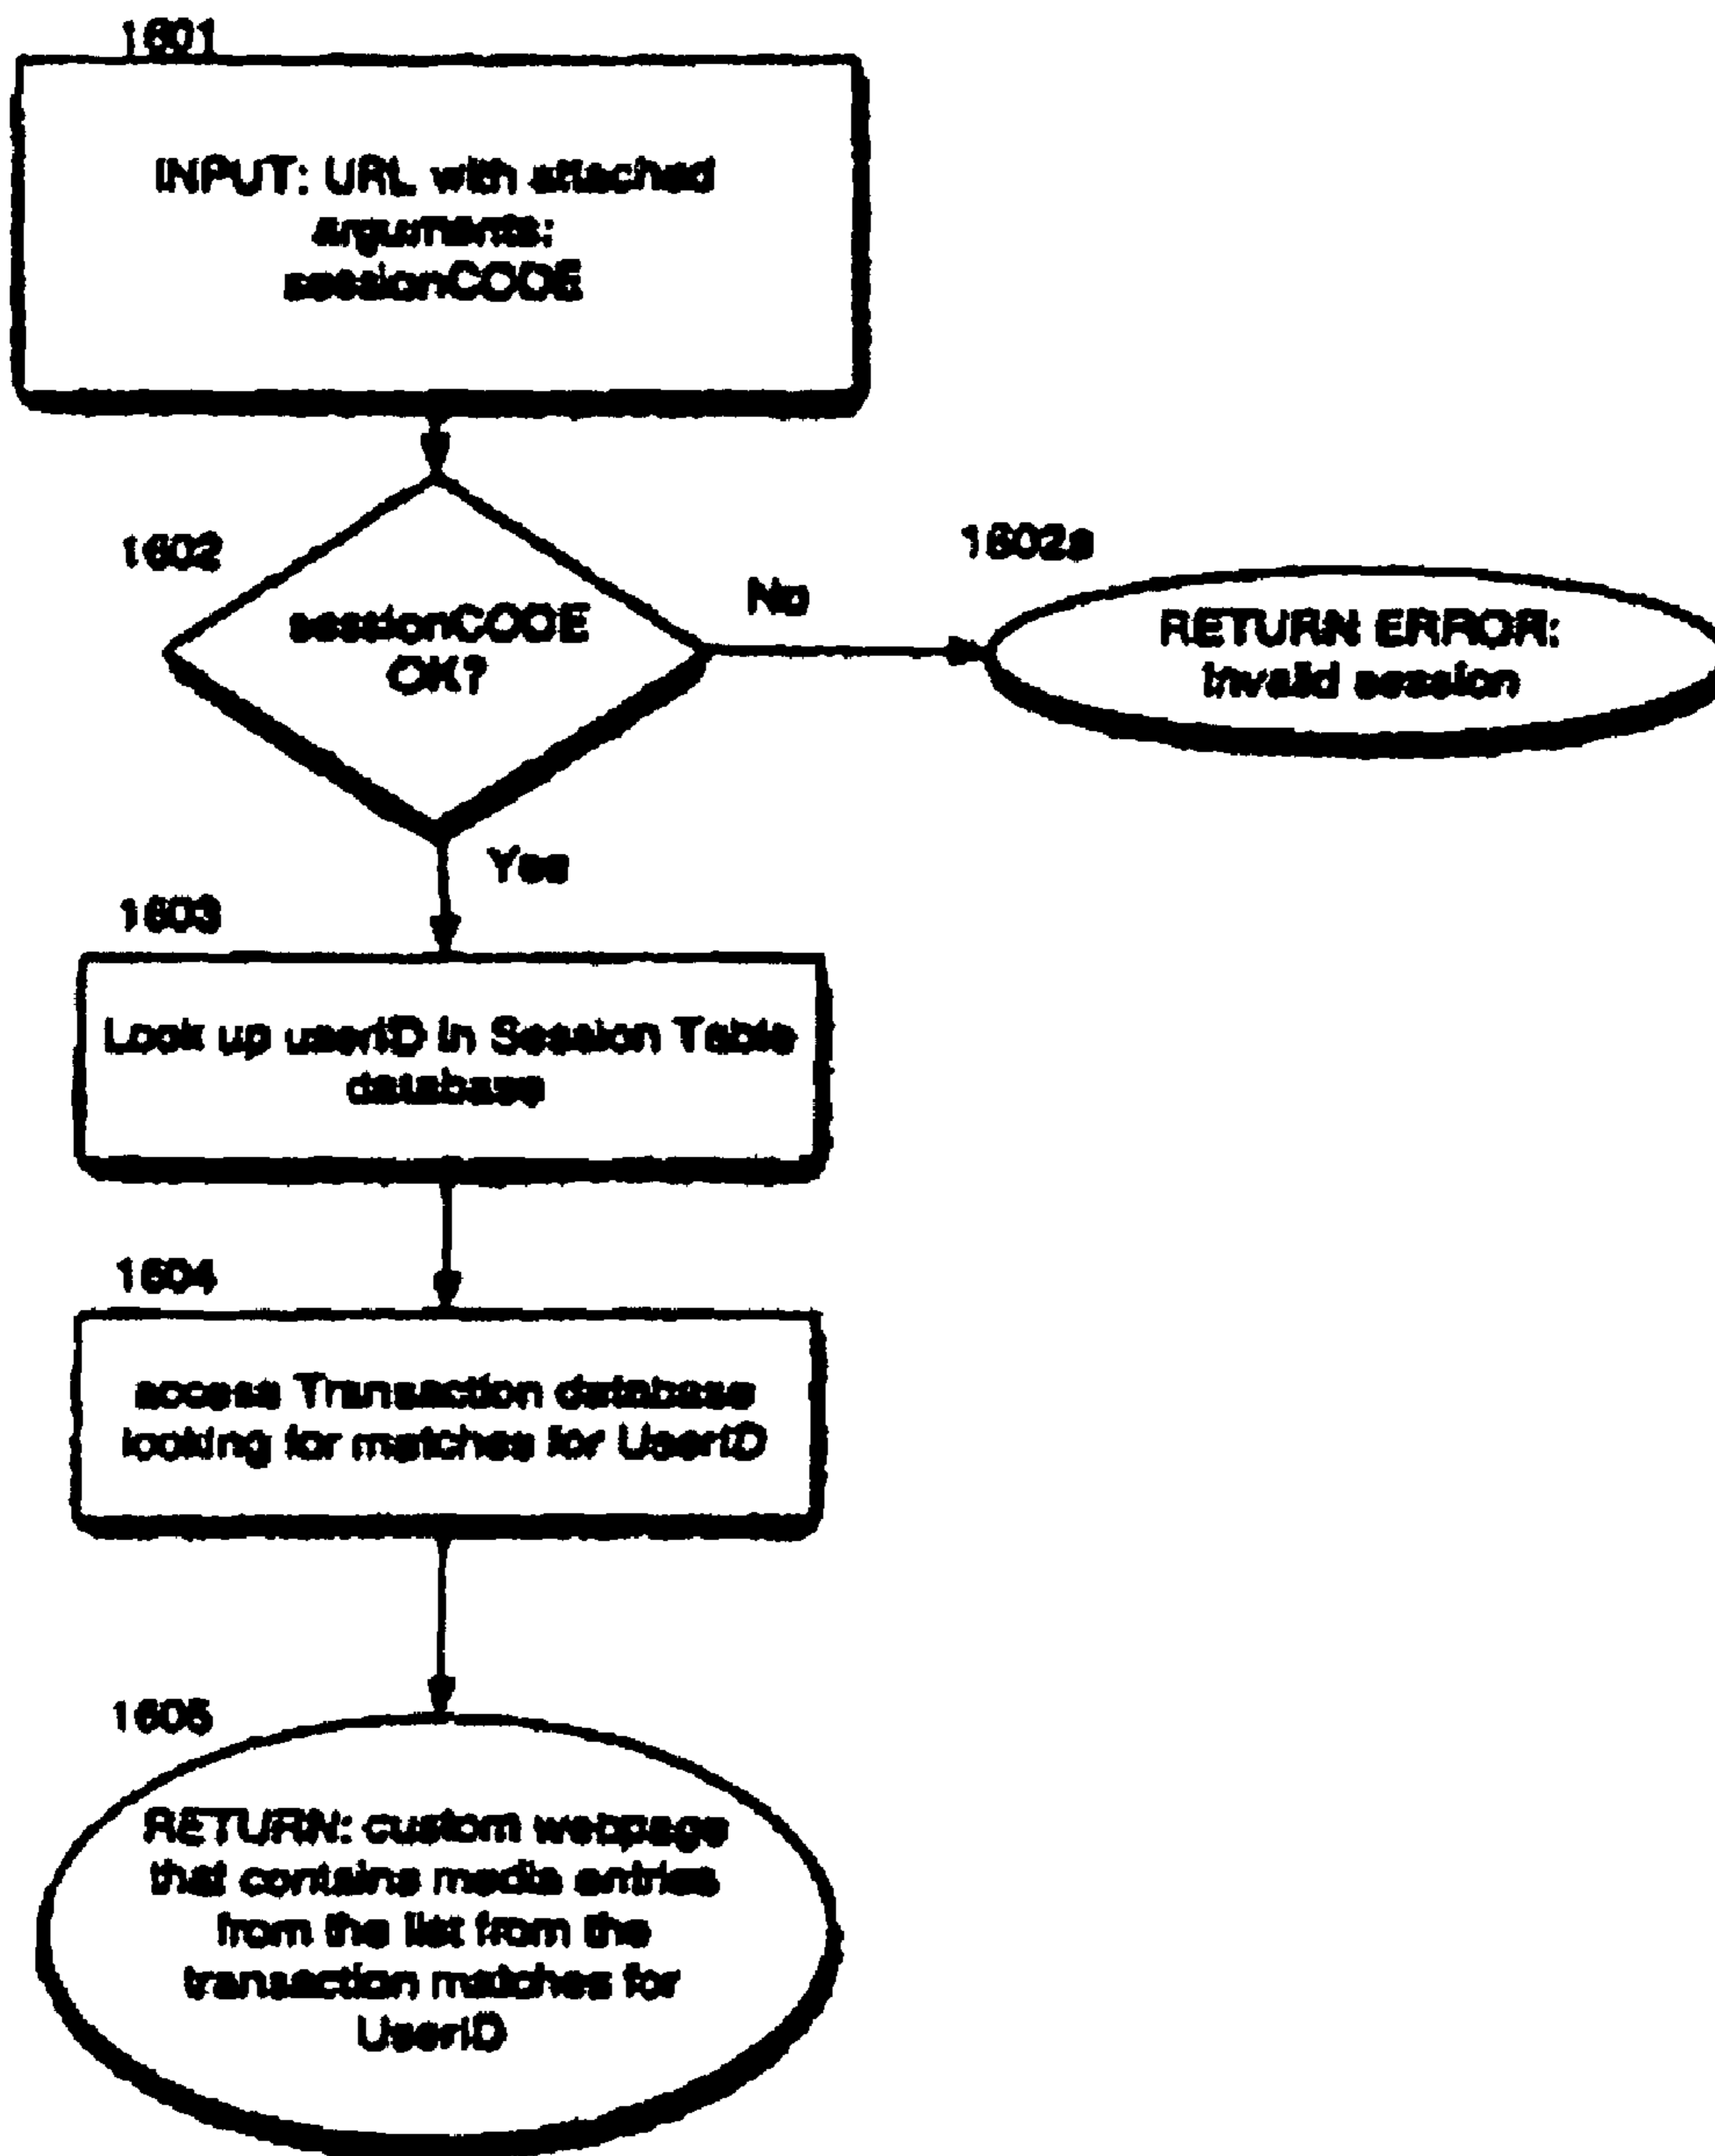 1601
INPUT: URL with attached
arguments:
sessionCODE
1602
sessionCODE
OK?
No
1602a
RETURN ERROR:
Invalid session
Yes
1603
Look up userID in Session Table
database
1604
access Transaction database
looking for matches for UserID
1605
RETURN: custom webpage
that contains media entries
from the list from the
transaction matches for
UserID